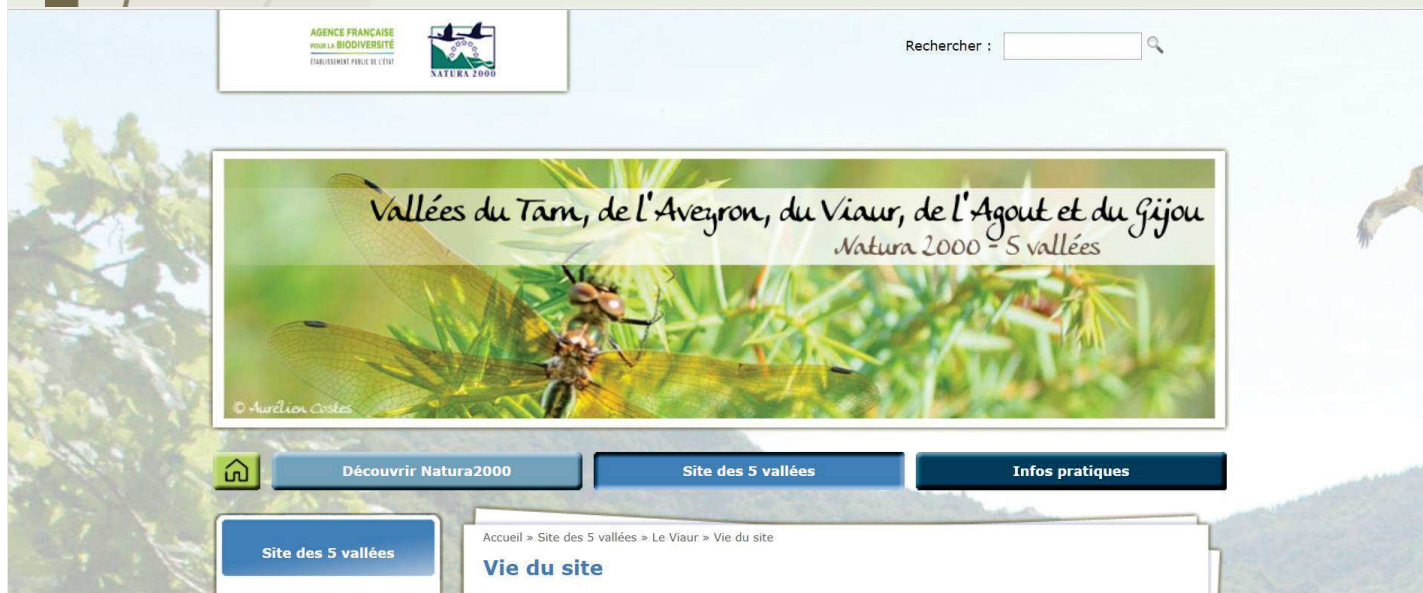 AGENCE FRANÇAISE
POUR LA BIODIVERSITÉ
ÉTABLISSEMENT PUBLIC DE L'ÉTAT
NATURA 2000
Rechercher :
Vallées du Tarn, de l'Aveyron, du Viaur, de l'Agout et du Gijou
Natura 2000 - 5 vallées
© Aurélien Costes
Découvrir Natura2000
Site des 5 vallées
Infos pratiques
Site des 5 vallées
Accueil » Site des 5 vallées » Le Viaur » Vie du site
Vie du site